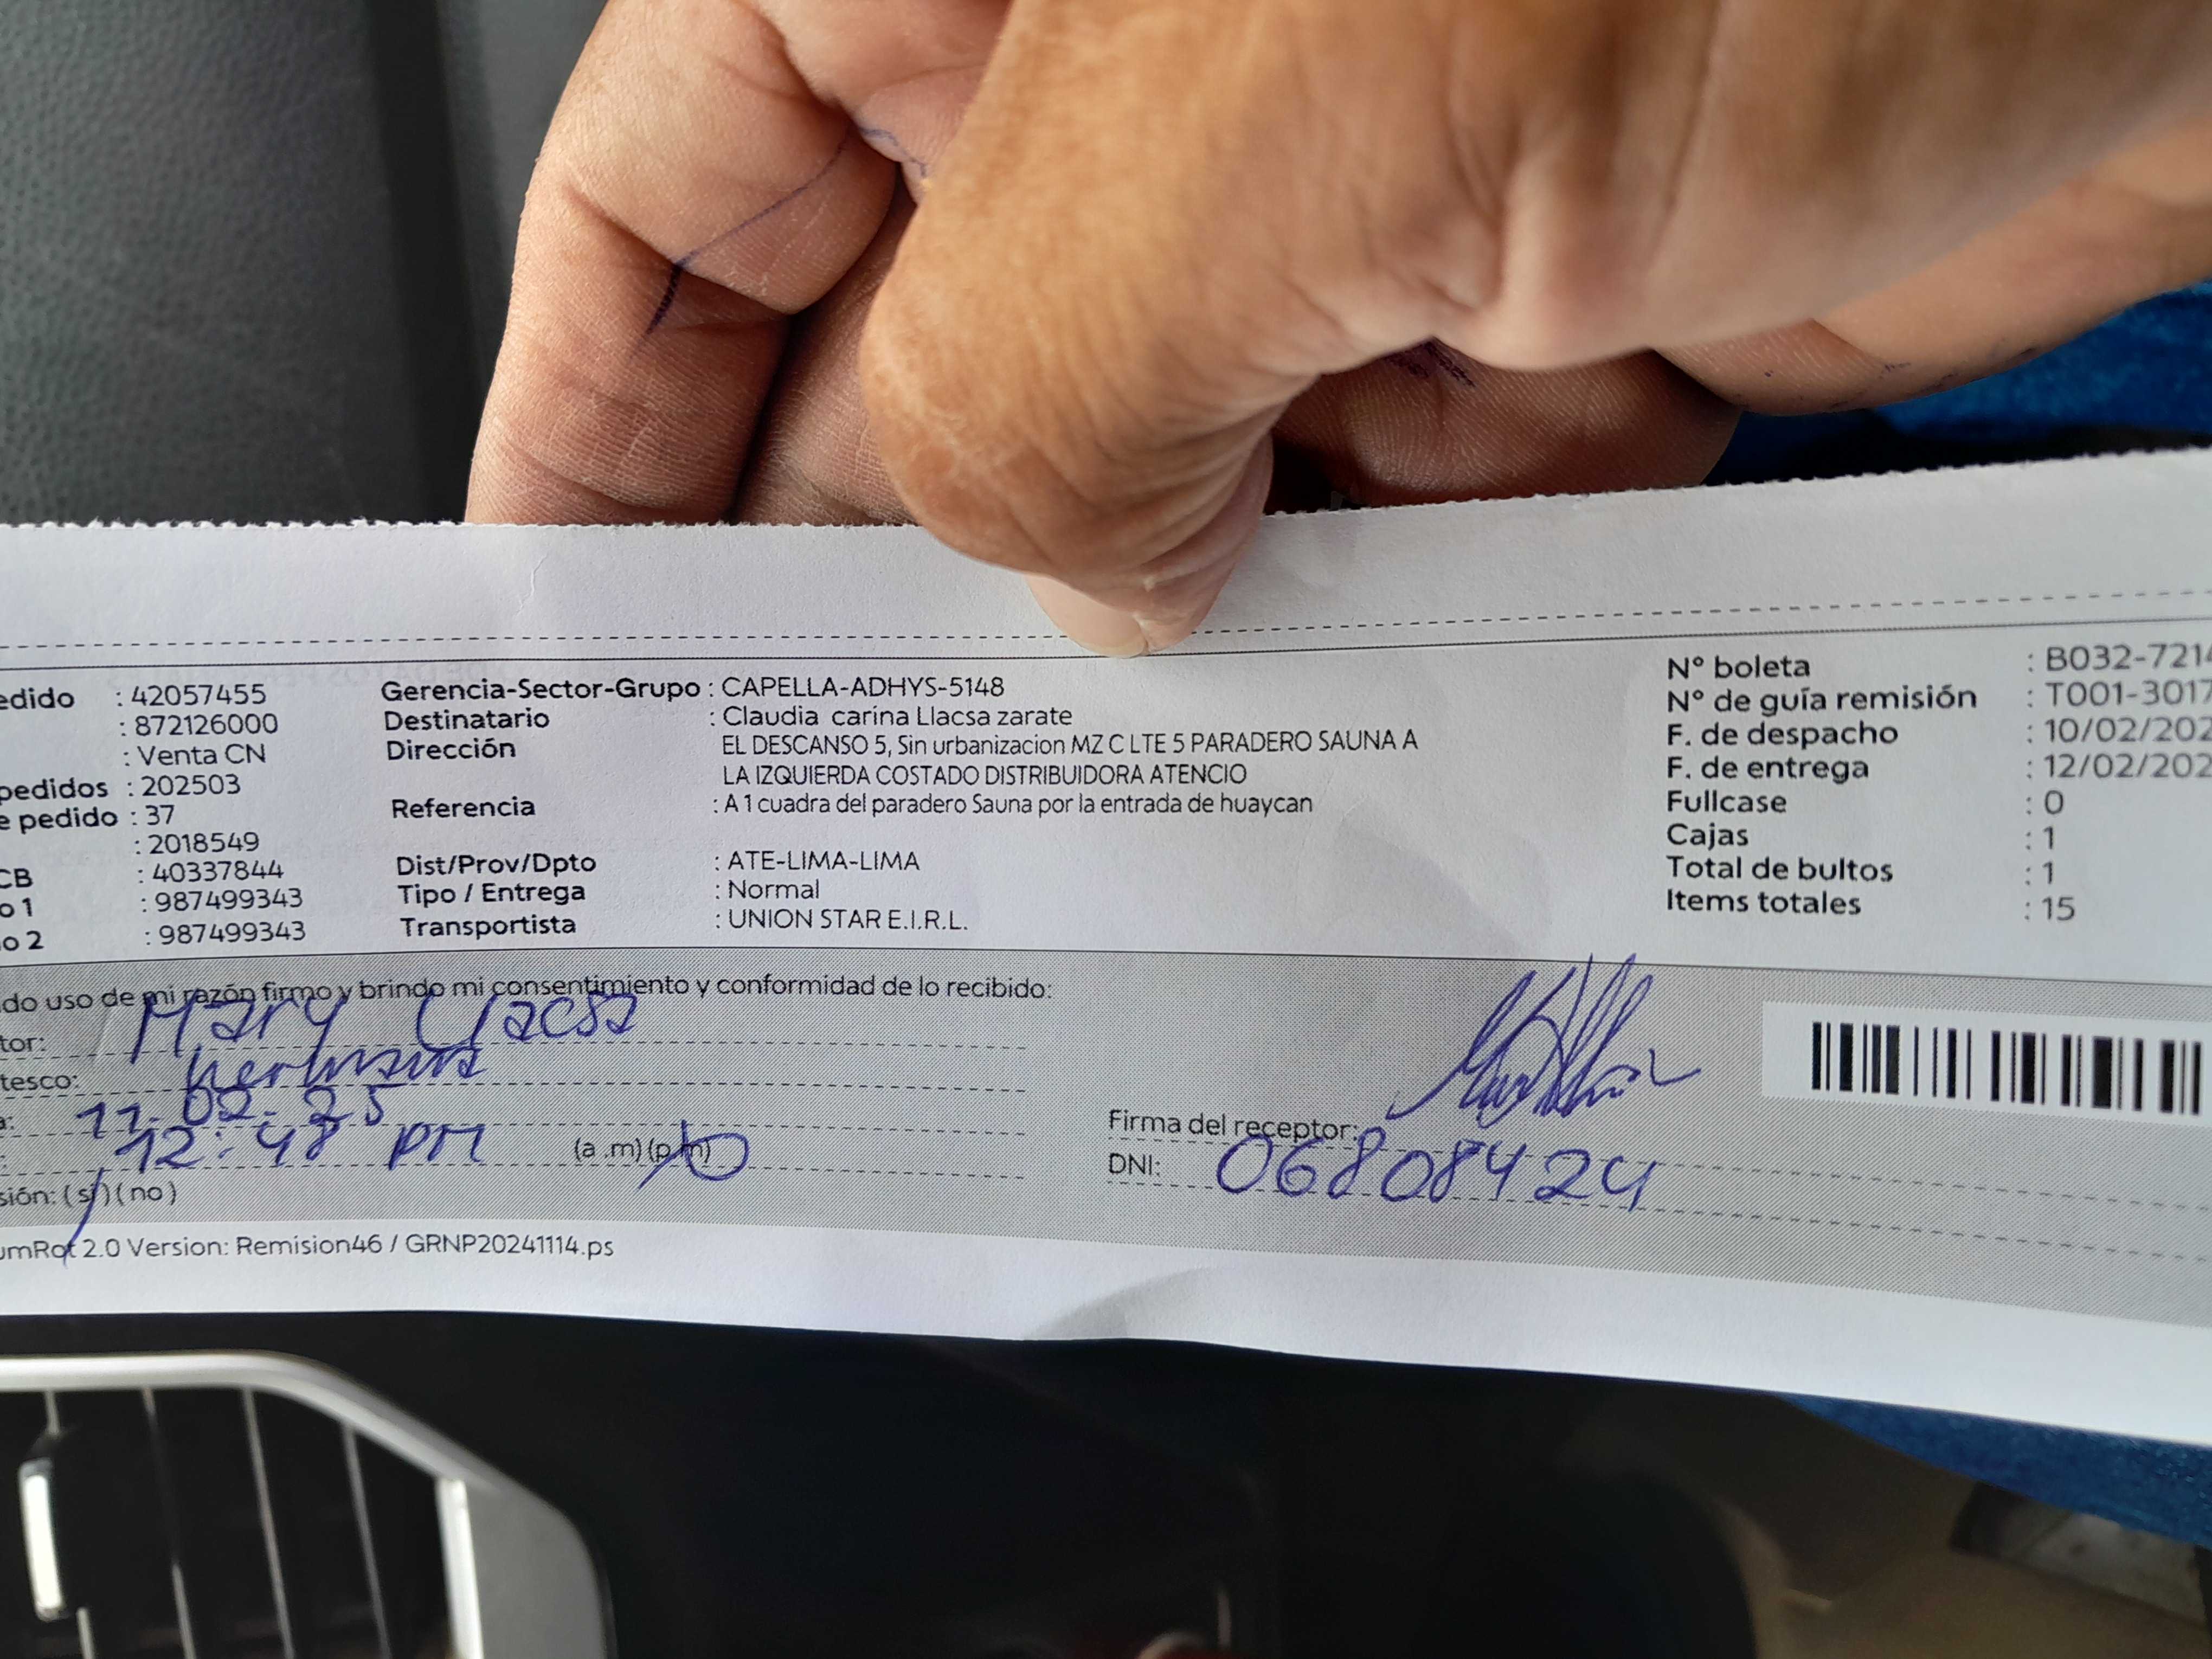 edido : 42057455 Gerencia-Sector-Grupo : CAPELLA-ADHYS-5148 N° boleta : B032-7214
: 872126000 Destinatario : Claudia carina Llacsa zarate N° de guía remisión : T001-3017
: Venta CN Dirección EL DESCANSO 5, Sin urbanizacion MZ C LTE 5 PARADERO SAUNA A F. de despacho : 10/02/202
pedidos : 202503 LA IZQUIERDA COSTADO DISTRIBUIDORA ATENCIO F. de entrega : 12/02/202
e pedido : 37 Referencia : A 1 cuadra del paradero Sauna por la entrada de huaycan Fullcase : 0
: 2018549 Cajas : 1
CB : 40337844 Dist/Prov/Dpto : ATE-LIMA-LIMA Total de bultos : 1
o 1 : 987499343 Tipo / Entrega : Normal Items totales : 15
o 2 : 987499343 Transportista : UNION STAR E.I.R.L.
do uso de mi razón firmo y brindo mi consentimiento y conformidad de lo recibido:
tor: Mary Llacsa
tesco: hermana
a: 11-02-25 Firma del receptor:
: 12:48 PM (a .m) (p.m) DNI: 06808424
sión: (si) (no)
umRot 2.0 Version: Remision46 / GRNP20241114.ps